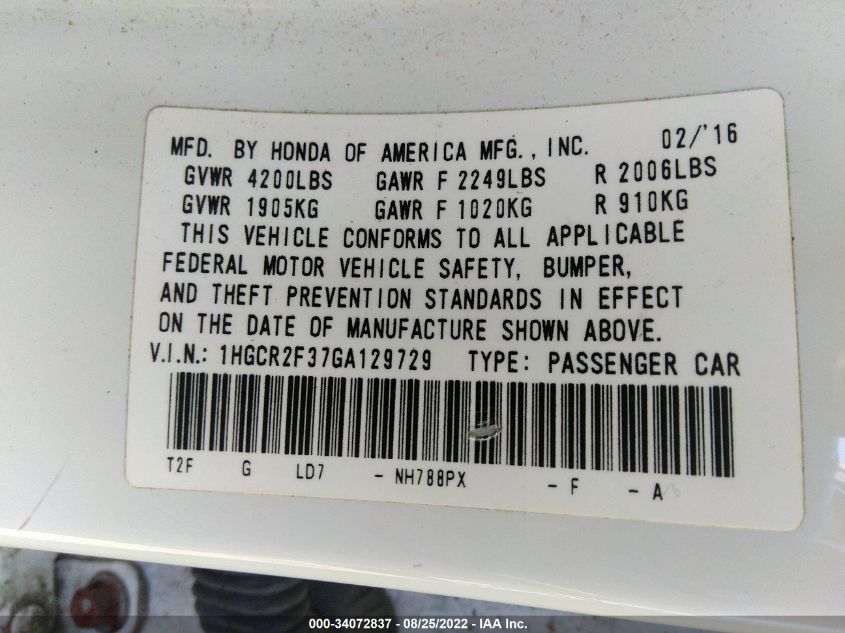 MFD. BY HONDA OF AMERICA MFG., INC. 02/'16
GVWR 4200LBS GAWR F 2249LBS R 2006LBS
GVWR 1905KG GAWR F 1020KG R 910KG
THIS VEHICLE CONFORMS TO ALL APPLICABLE
FEDERAL MOTOR VEHICLE SAFETY, BUMPER,
AND THEFT PREVENTION STANDARDS IN EFFECT
ON THE DATE OF MANUFACTURE SHOWN ABOVE.
V.I.N.: 1HGCR2F37GA129729 TYPE: PASSENGER CAR
T2F G LD7 - NH788PX - F - A
000-34072837 - 08/25/2022 - IAA Inc.